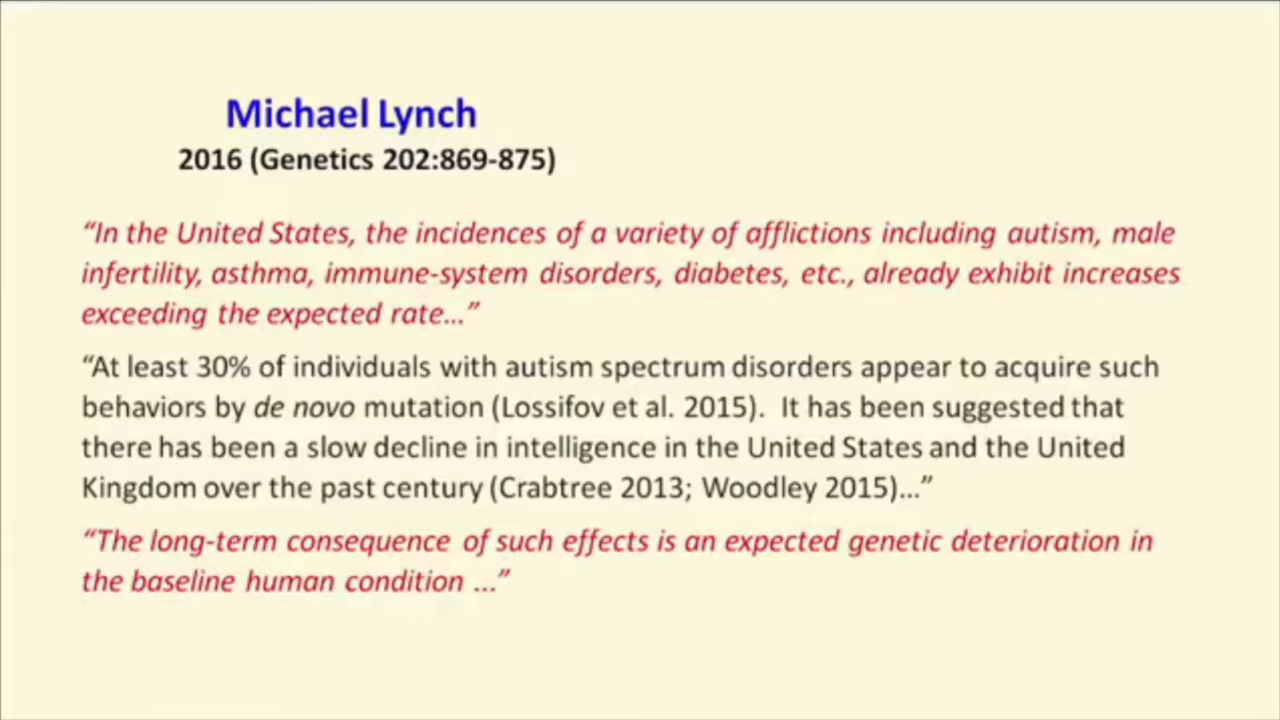 Michael Lynch
2016 (Genetics 202:869-875)
“In the United States, the incidences of a variety of afflictions including autism, male
infertility, asthma, immune-system disorders, diabetes, etc., already exhibit increases
exceeding the expected rate…”
“At least 30% of individuals with autism spectrum disorders appear to acquire such
behaviors by de novo mutation (Lossifov et al. 2015). It has been suggested that
there has been a slow decline in intelligence in the United States and the United
Kingdom over the past century (Crabtree 2013; Woodley 2015)…”
“The long-term consequence of such effects is an expected genetic deterioration in
the baseline human condition …”